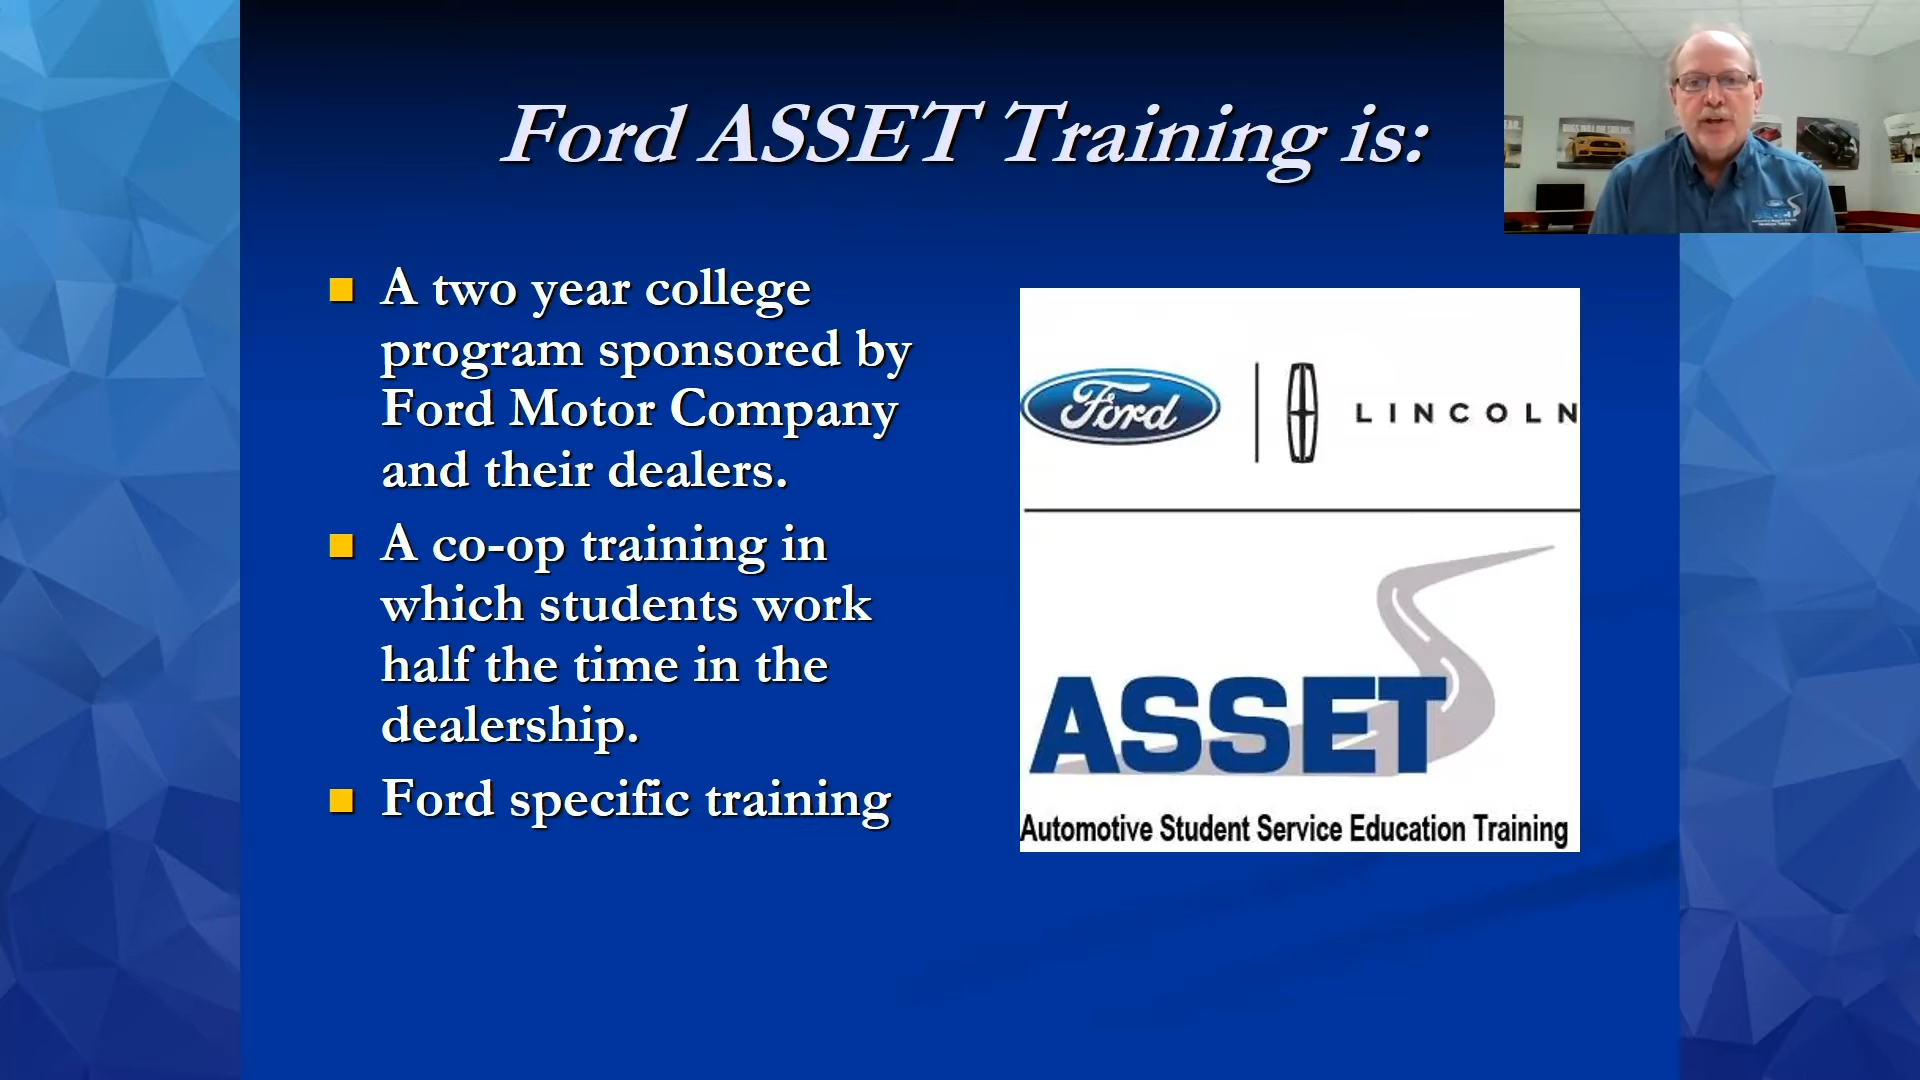 Ford ASSET Training is:
A two year college
program sponsored by
Ford Motor Company
and their dealers.
A co-op training in
which students work
half the time in the
dealership.
Ford specific training
Ford
LINCOLN
ASSET
Automotive Student Service Education Training